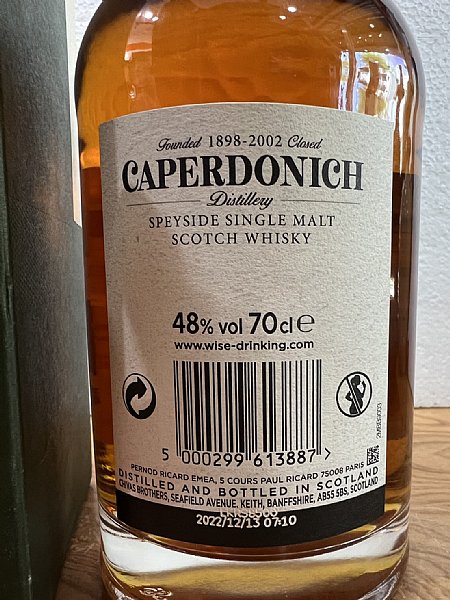 Founded 1898-2002 Closed
CAPERDONICH
Distillery
SPEYSIDE SINGLE MALT
SCOTCH WHISKY
48% vol 70cl e
www.wise-drinking.com
5 000299 613887 >
PERNOD RICARD EMEA, 5 COURS PAUL RICARD 75008 PARIS
DISTILLED AND BOTTLED IN SCOTLAND
CHIVAS BROTHERS, SEAFIELD AVENUE, KEITH, BANFFSHIRE, AB55 5BS, SCOTLAND
2022/12/13 07:10